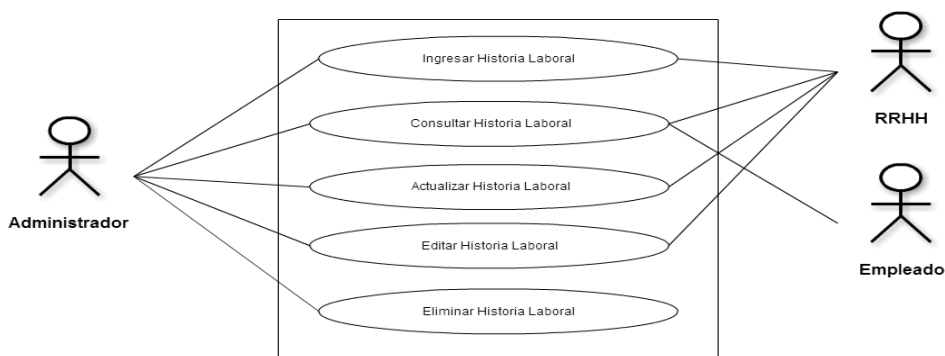 Ingresar Historia Laboral
RRHH
Consultar Historia Laboral
Administrador
Actualizar Historia Laboral
Editar Historia Laboral
Empleado
Eliminar Historia Laboral